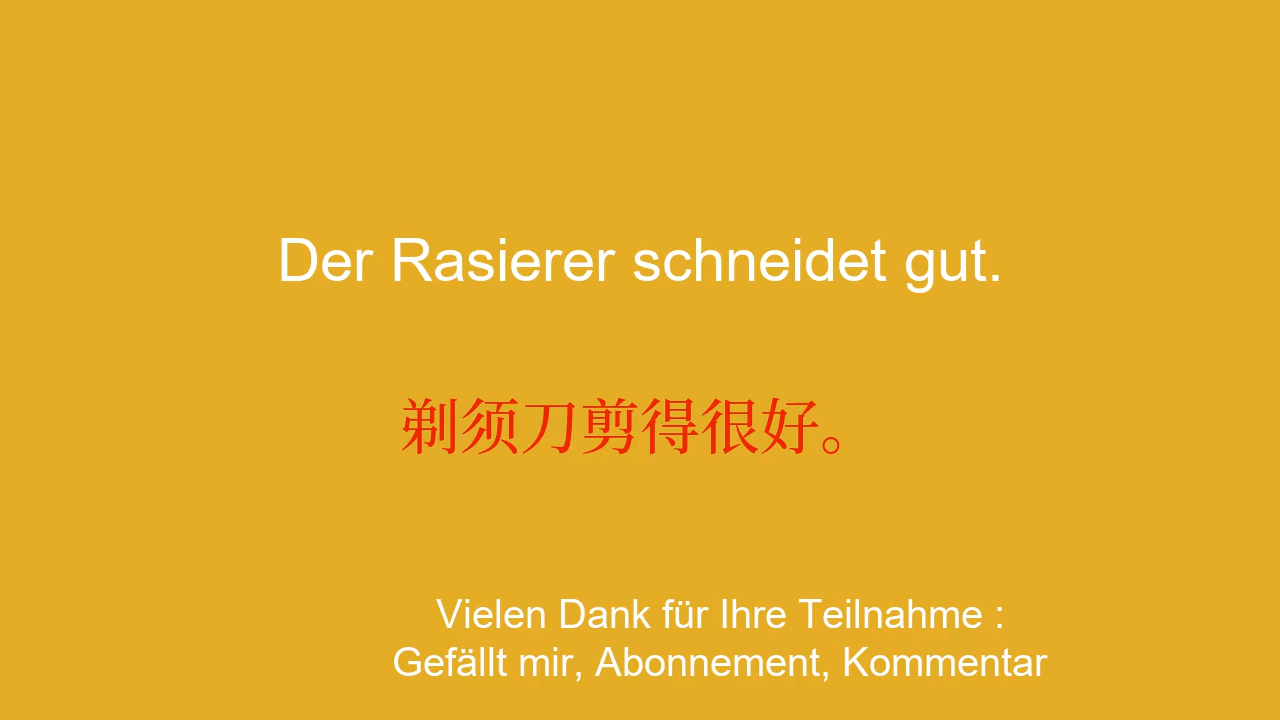 Der Rasierer schneidet gut.
剃须刀剪得很好。
Vielen Dank für Ihre Teilnahme :
Gefällt mir, Abonnement, Kommentar